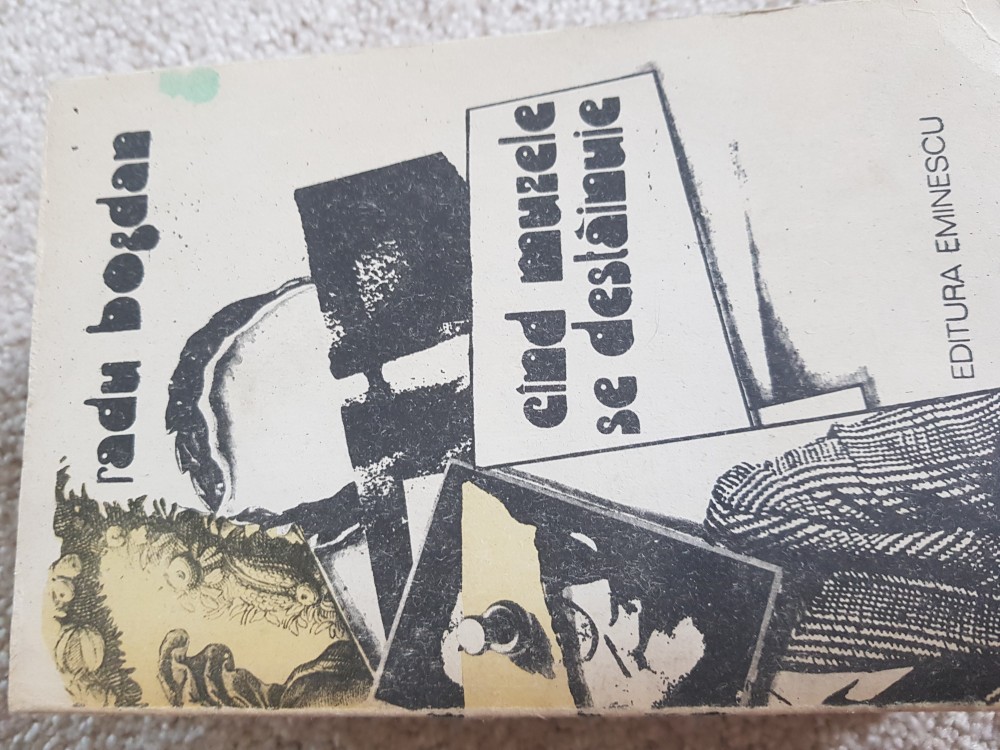 radu bogdan
cînd muzele
se destăinuie
EDITURA EMINESCU